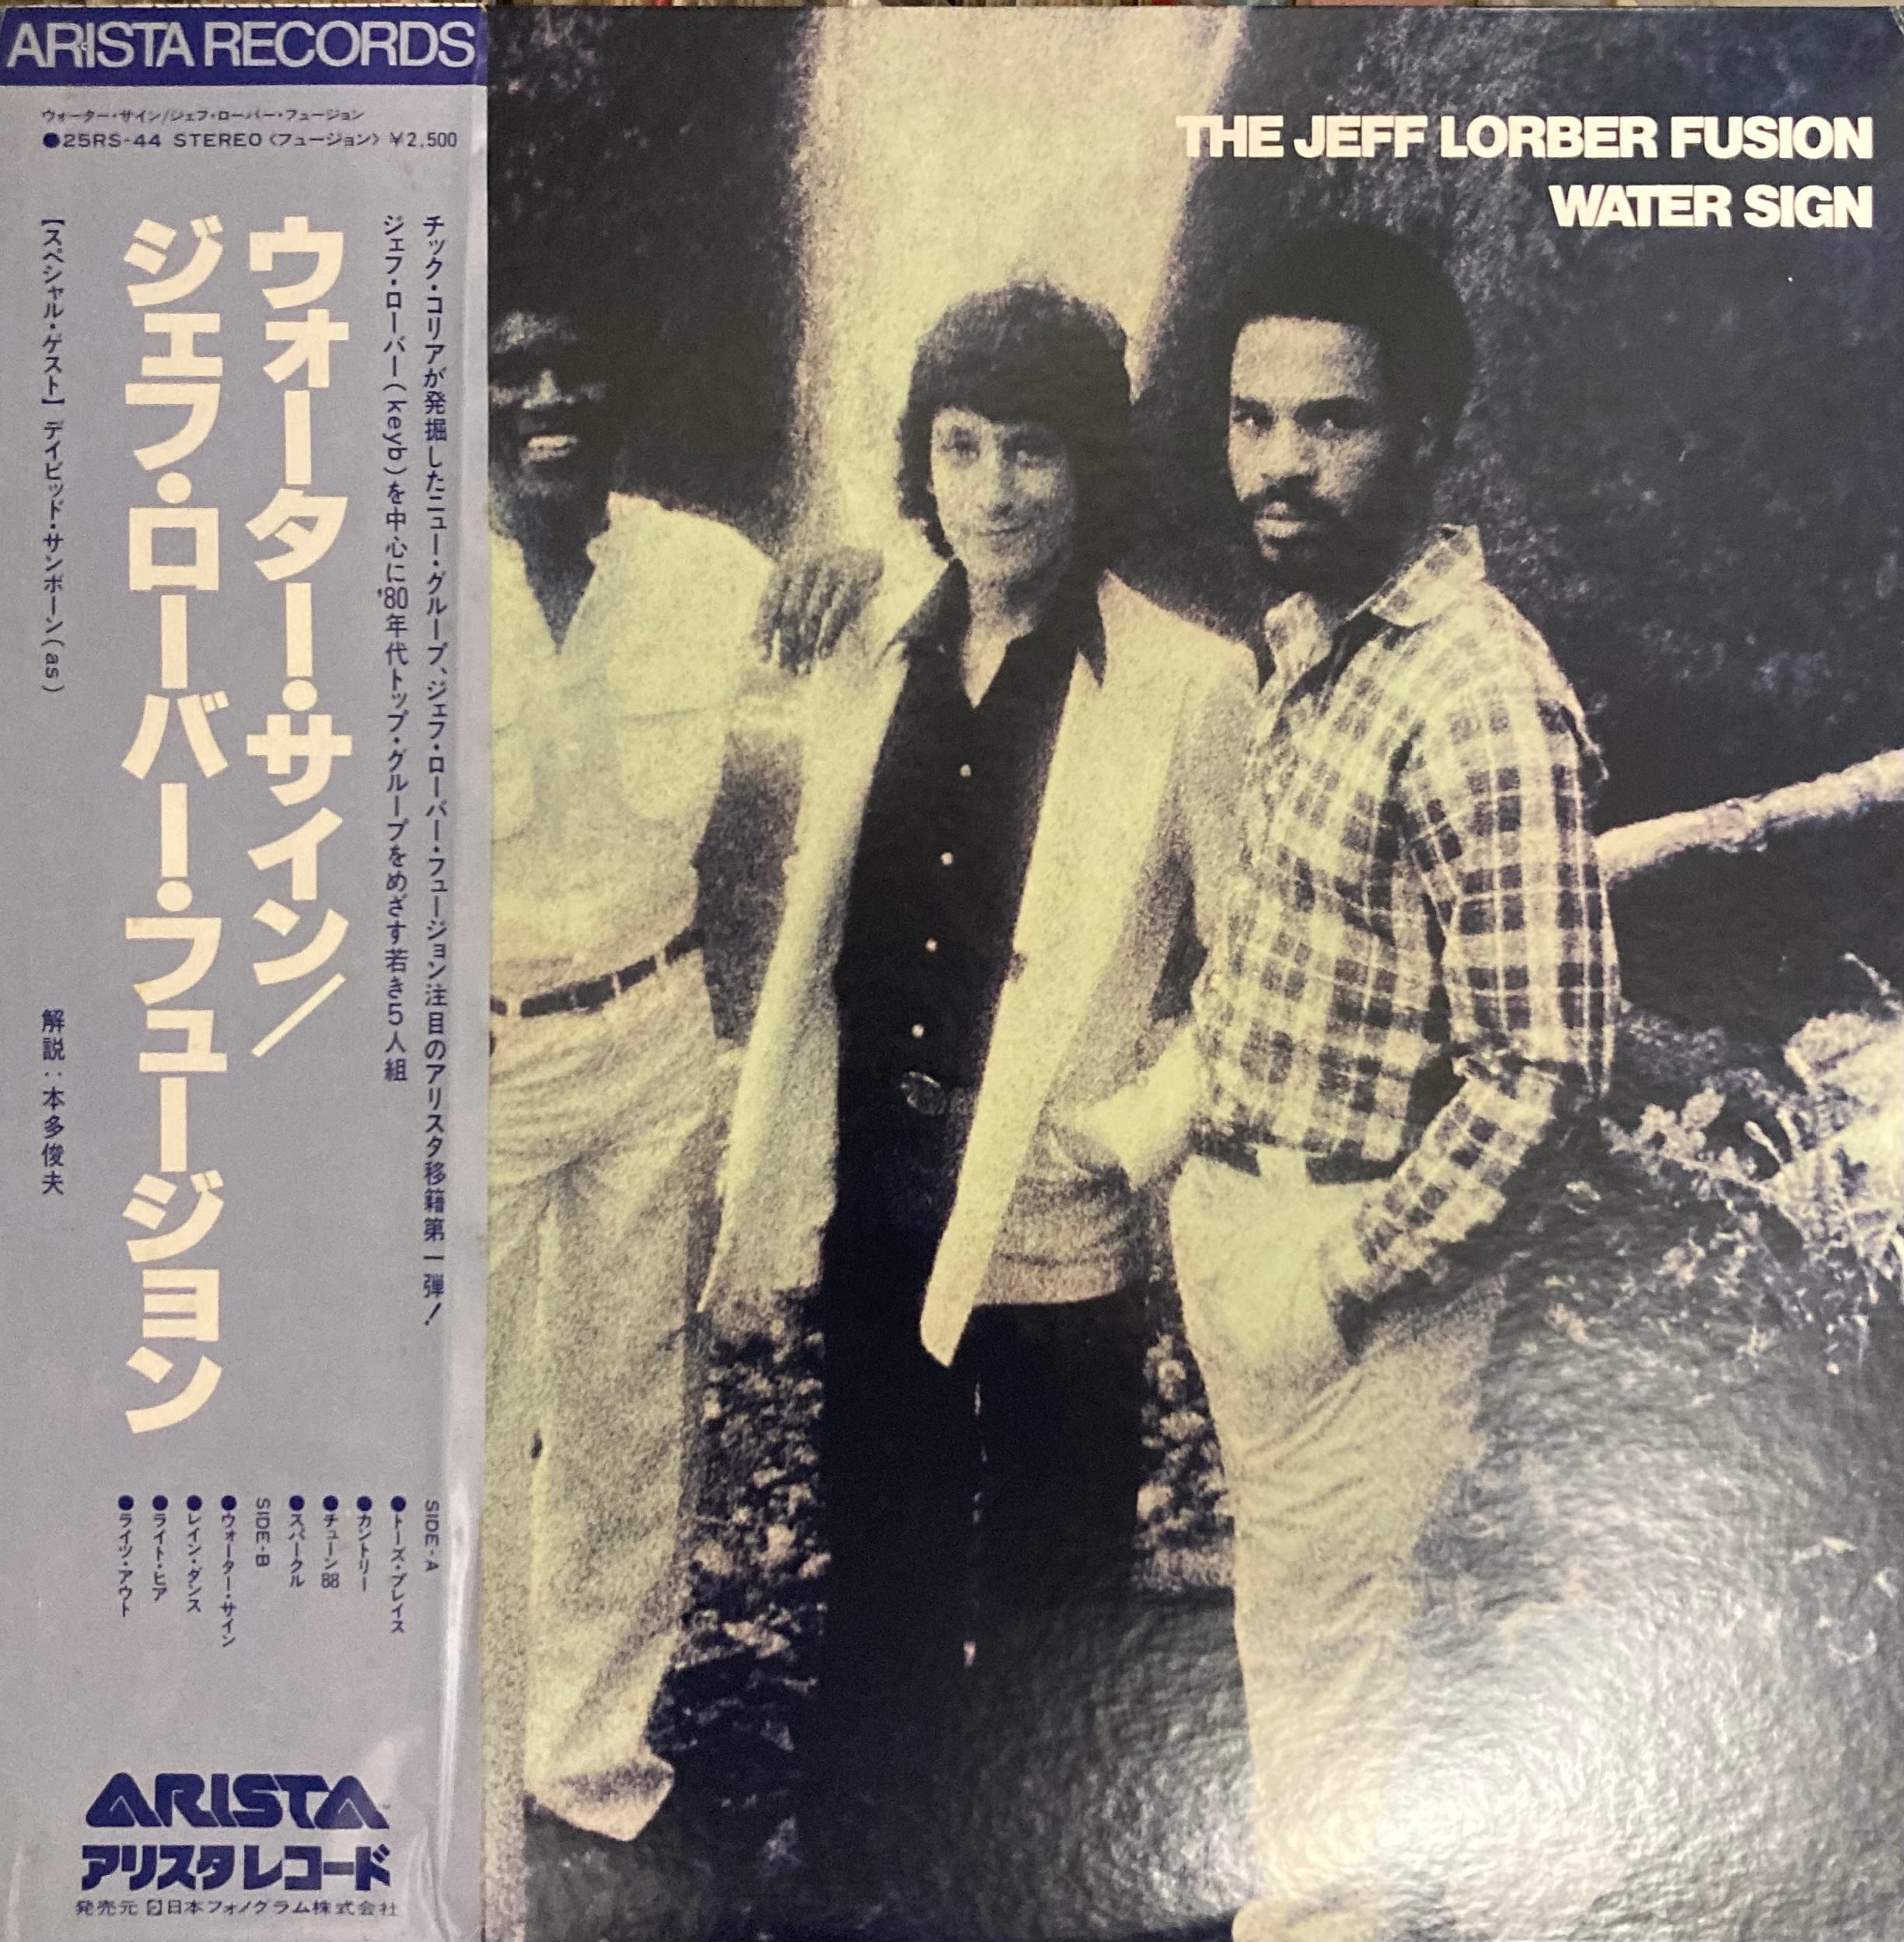 ARISTA RECORDS
ウォーター・サイン/ジェフ・ローバー・フュージョン
●25RS-44 STEREO〈フュージョン〉¥2,500
THE JEFF LORBER FUSION
WATER SIGN
チック・コリアが発掘したニュー・グループ、ジェフ・ローバー・フュージョン注目のアリスタ移籍第一弾!
ジェフ・ローバー(keyb)を中心に'80年代トップ・グループをめざす若き5人組
ウォーター・サイン/
ジェフ・ローバー・フュージョン
【スペシャル・ゲスト】デイビッド・サンボーン(as)
解説:本多俊夫
SIDE-A
●トーズ・プレイス
●カントリー
●チューン88
●スパークル
SIDE-B
●ウォーター・サイン
●レイン・ダンス
●ライト・ヒア
●ライツ・アウト
ARISTA™
アリスタレコード
発売元 日本フォノグラム株式会社